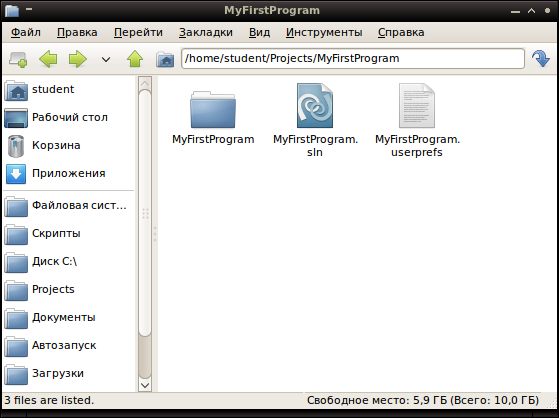 MyFirstProgram
Файл Правка Перейти Закладки Вид Инструменты Справка
/home/student/Projects/MyFirstProgram
student
Рабочий стол
Корзина
Приложения
Файловая сист...
Скрипты
Диск C:\
Projects
Документы
Автозапуск
Загрузки
MyFirstProgram
MyFirstProgram.
sln
MyFirstProgram.
userprefs
3 files are listed.
Свободное место: 5,9 ГБ (Всего: 10,0 ГБ)